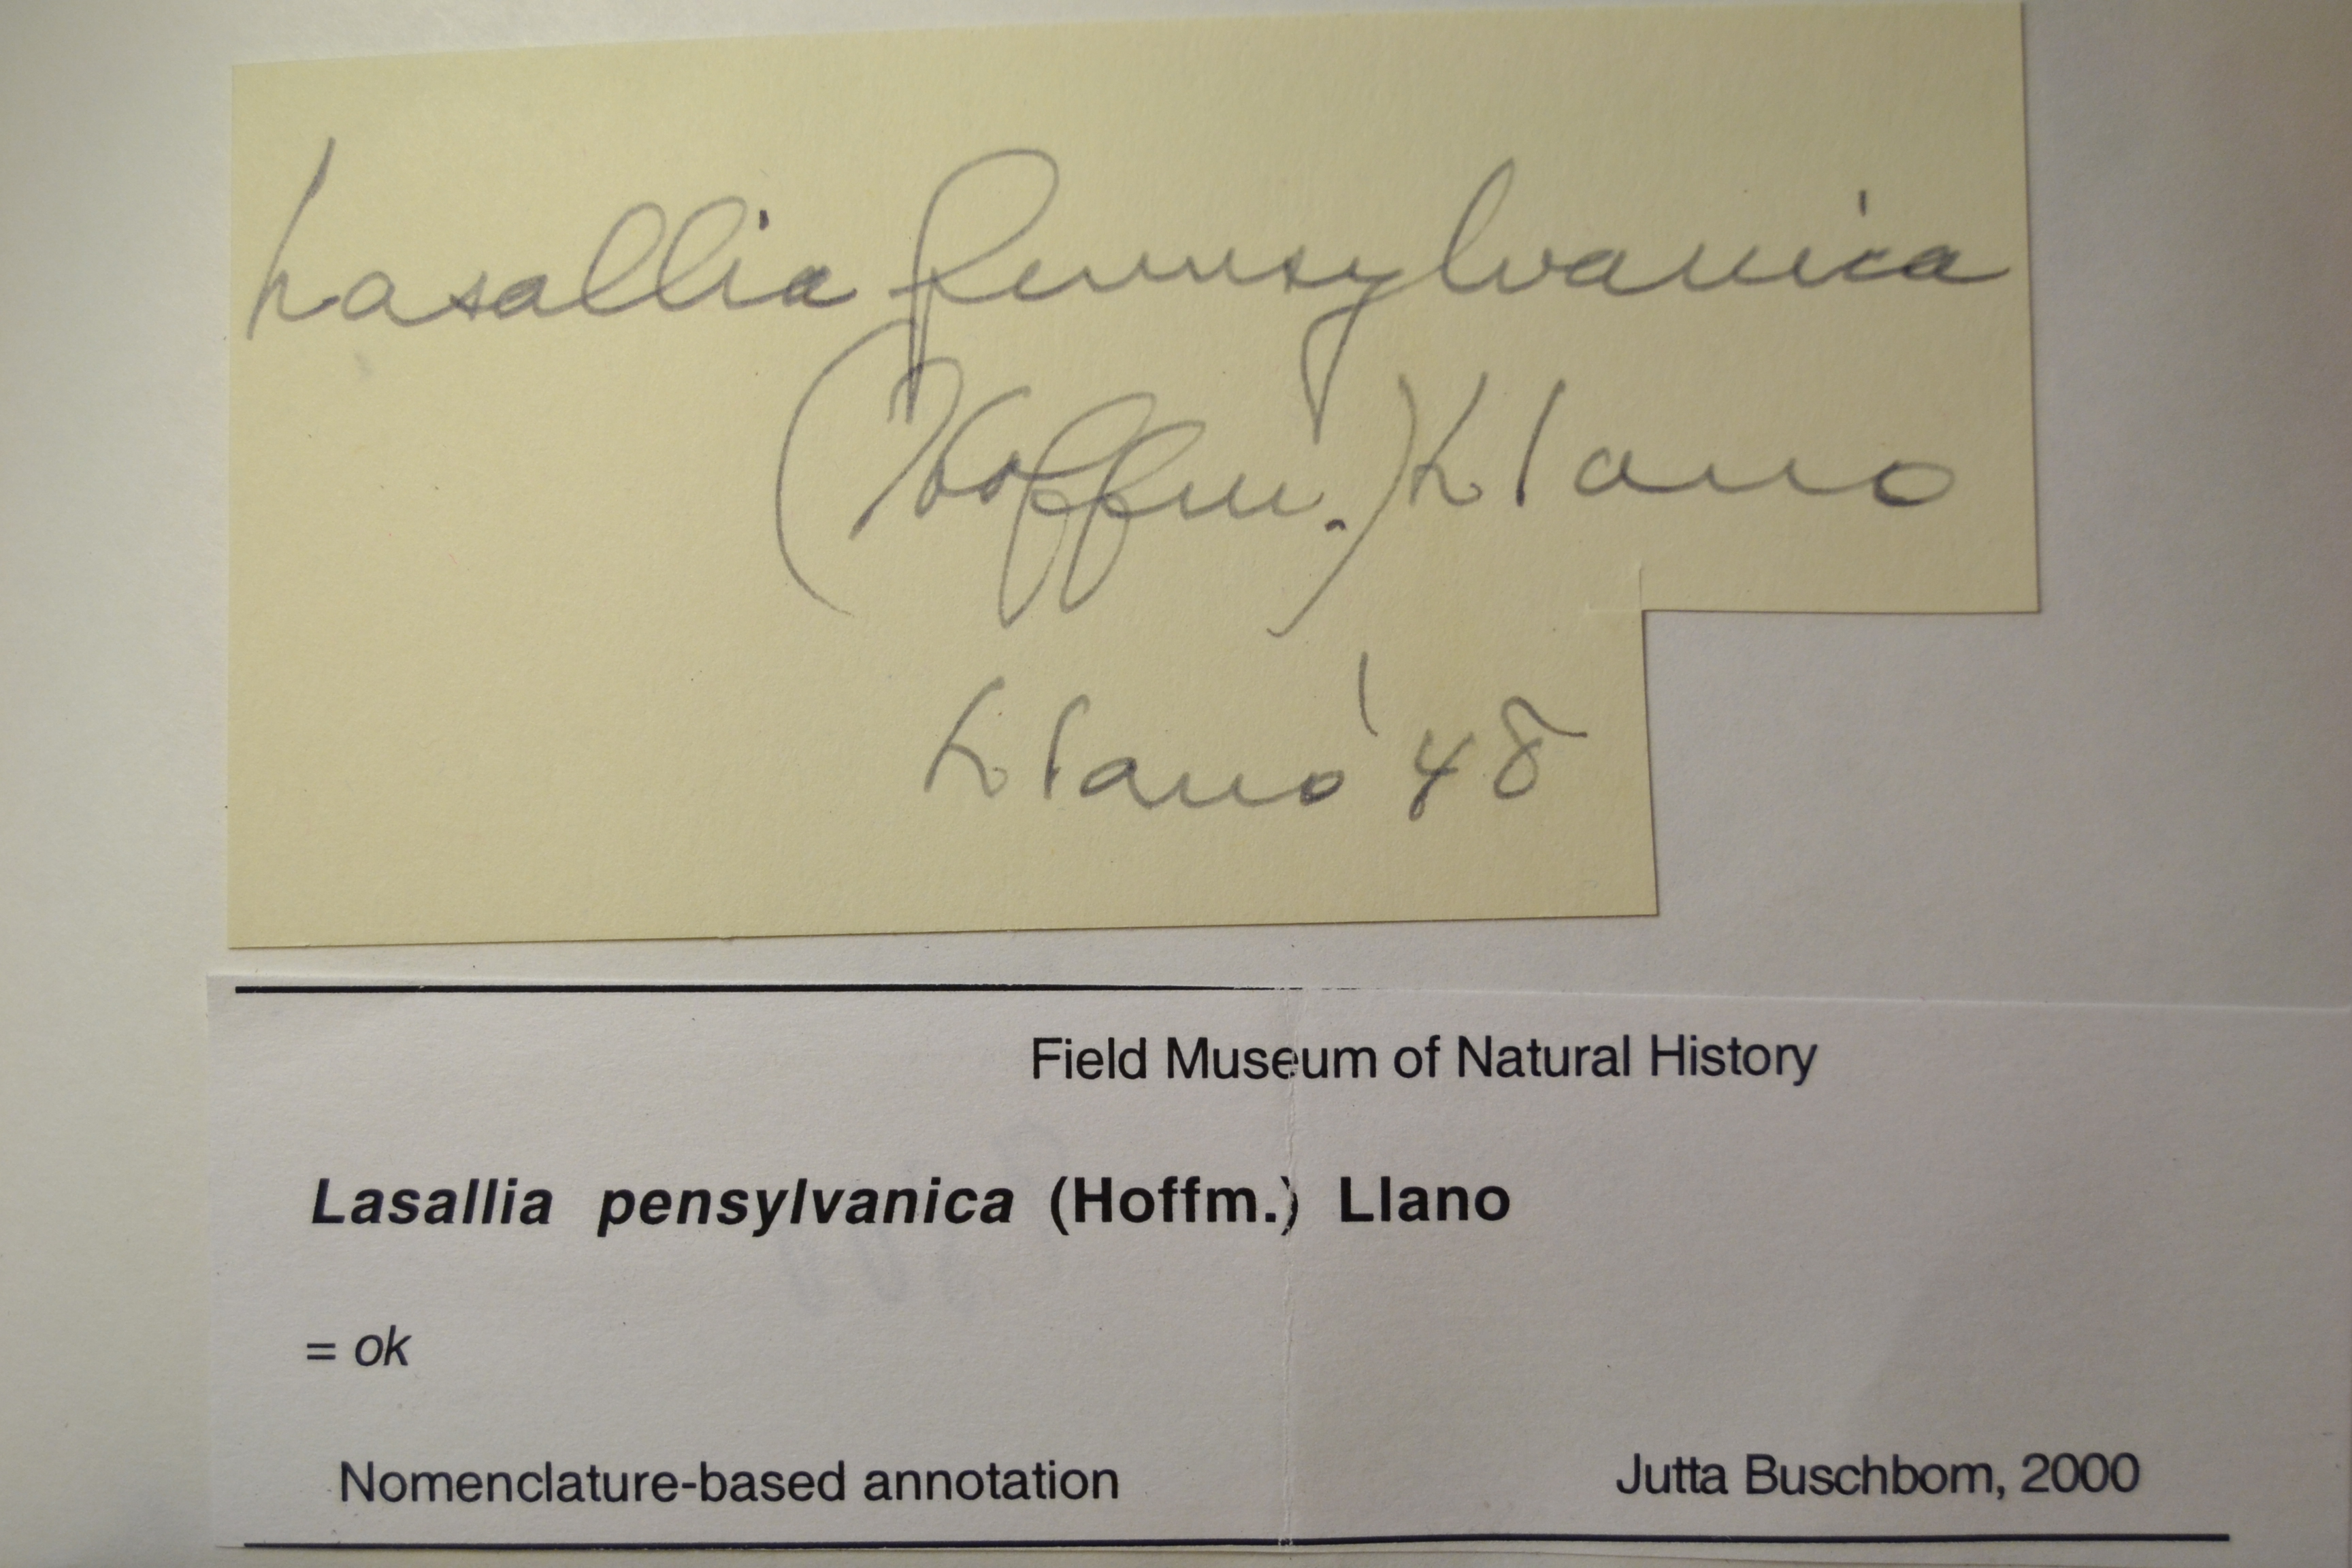 Lasallia pennsylvanica
(Hoffm.) Llano
Llano '48
Field Museum of Natural History
Lasallia pensylvanica (Hoffm.) Llano
= ok
Nomenclature-based annotation
Jutta Buschbom, 2000